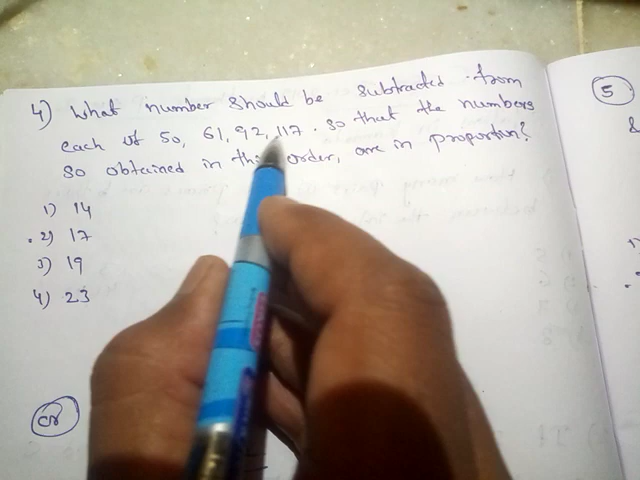 4) What number should be subtracted from
each of 50, 61, 92, 117. so that the numbers
so obtained in this order, are in proportion?
1) 14
2) 17
3) 19
4) 23
5